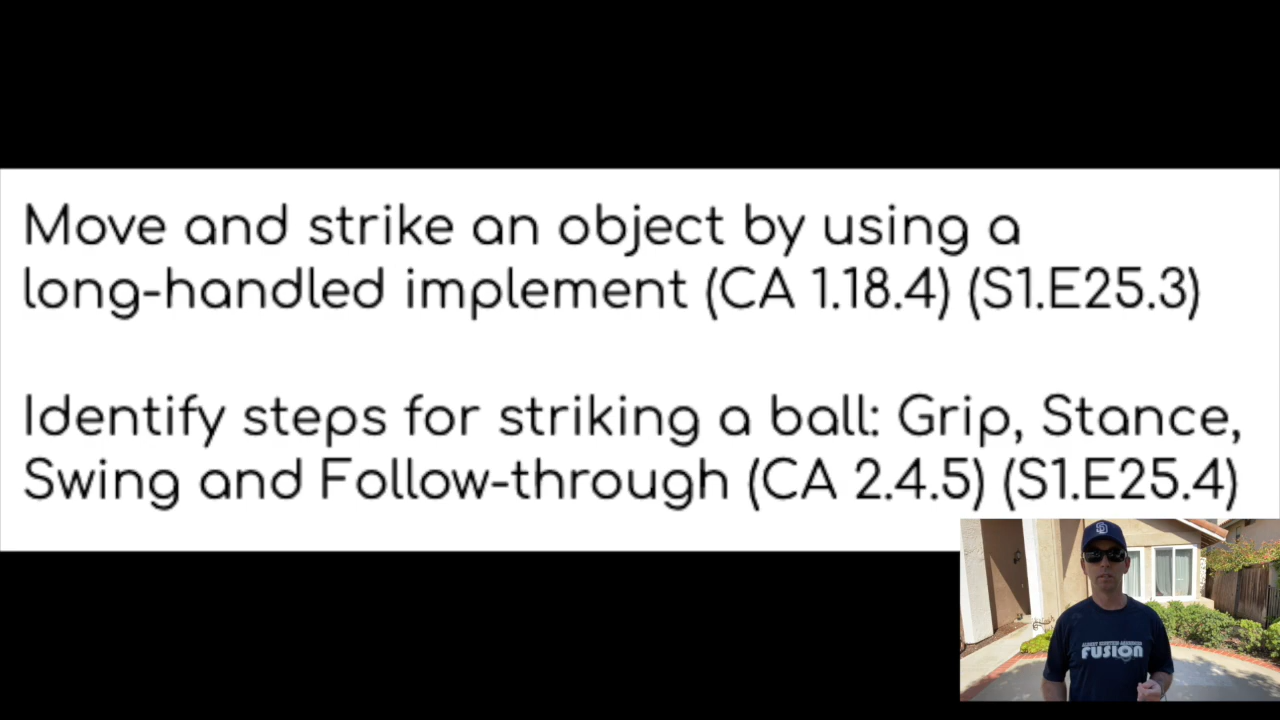 Move and strike an object by using a
long-handled implement (CA 1.18.4) (S1.E25.3)
Identify steps for striking a ball: Grip, Stance,
Swing and Follow-through (CA 2.4.5) (S1.E25.4)
FUSION